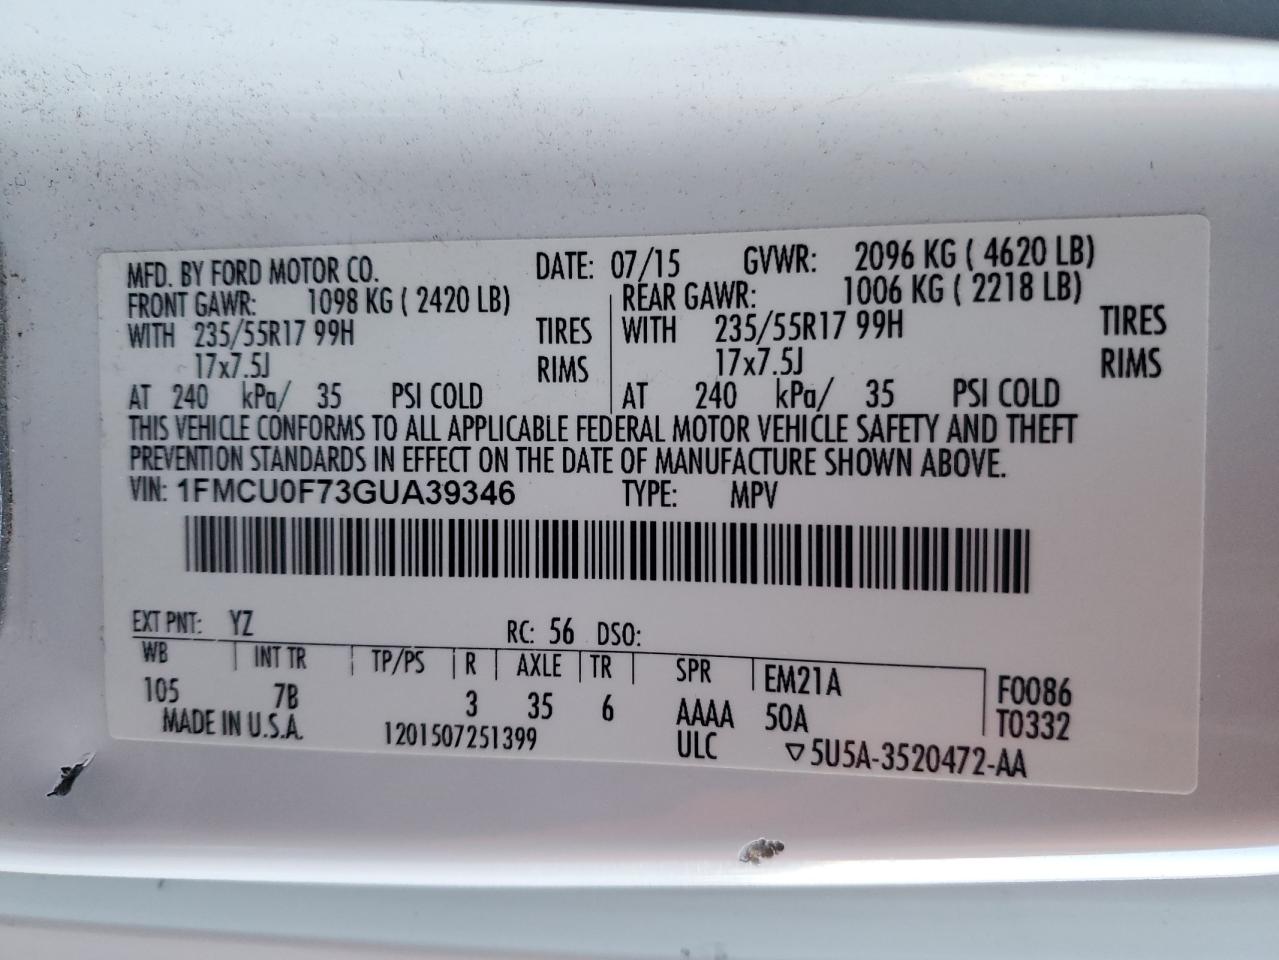 MFD. BY FORD MOTOR CO. DATE: 07/15 GVWR: 2096 KG ( 4620 LB)
FRONT GAWR: 1098 KG ( 2420 LB) REAR GAWR: 1006 KG ( 2218 LB)
WITH 235/55R17 99H TIRES WITH 235/55R17 99H TIRES
17x7.5J RIMS 17x7.5J RIMS
AT 240 kPa/ 35 PSI COLD AT 240 kPa/ 35 PSI COLD
THIS VEHICLE CONFORMS TO ALL APPLICABLE FEDERAL MOTOR VEHICLE SAFETY AND THEFT
PREVENTION STANDARDS IN EFFECT ON THE DATE OF MANUFACTURE SHOWN ABOVE.
VIN: 1FMCU0F73GUA39346 TYPE: MPV
EXT PNT: YZ RC: 56 DSO:
WB INT TR TP/PS R AXLE TR SPR EM21A F0086
105 7B 3 35 6 AAAA 50A T0332
MADE IN U.S.A. 1201507251399 ULC ▽5U5A-3520472-AA